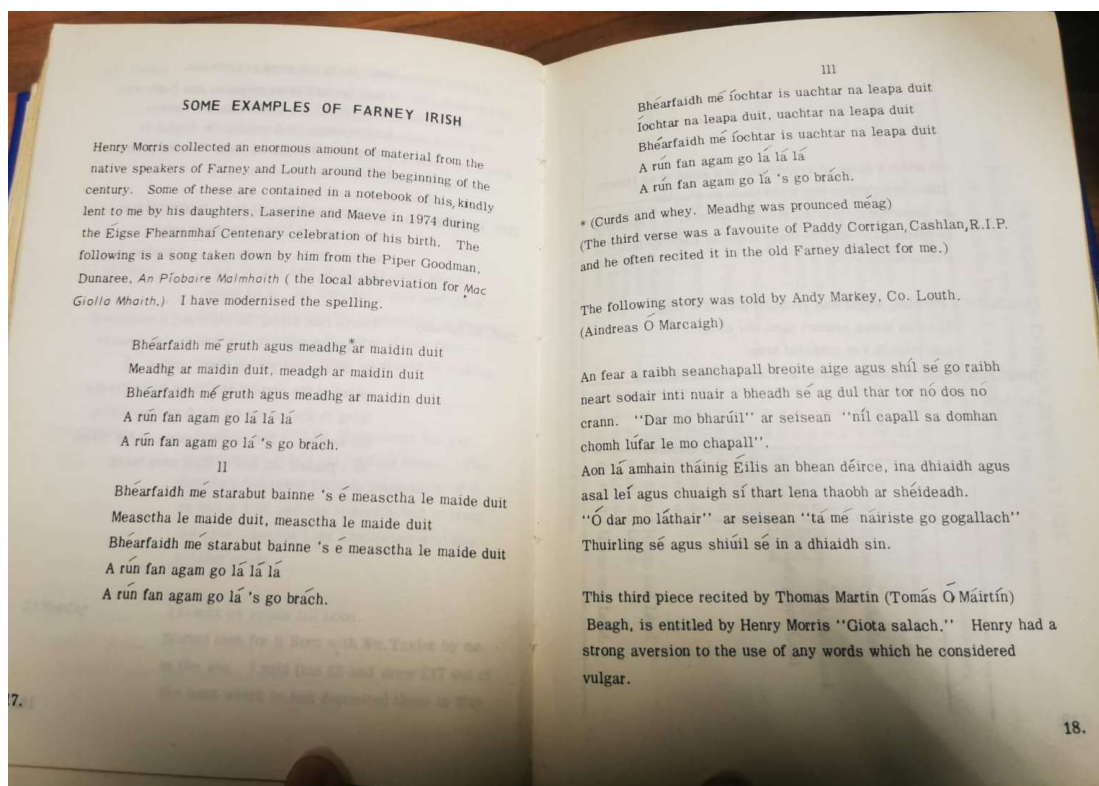 SOME EXAMPLES OF FARNEY IRISH
Henry Morris collected an enormous amount of material from the
native speakers of Farney and Louth around the beginning of the
century. Some of these are contained in a notebook of his, kindly
lent to me by his daughters, Laserine and Maeve in 1974 during
the Éigse Fhearnmhaí Centenary celebration of his birth. The
following is a song taken down by him from the Piper Goodman,
Dunaree, An Píobaire Malmhaith ( the local abbreviation for Mac
Giolla Mhaith.) I have modernised the spelling.
Bhéarfaidh mé gruth agus meadhg *ar maidin duit
Meadhg ar maidin duit, meadgh ar maidin duit
Bhéarfaidh mé gruth agus meadhg ar maidin duit
A rún fan agam go lá lá lá
A rún fan agam go lá 's go brách.
11
Bhéarfaidh mé starabut bainne 's é measctha le maide duit
Measctha le maide duit, measctha le maide duit
Bhéarfaidh mé starabut bainne 's é measctha le maide duit
A rún fan agam go lá lá lá
A rún fan agam go lá 's go brách.
17.
111
Bhéarfaidh mé íochtar is uachtar na leapa duit
Íochtar na leapa duit, uachtar na leapa duit
Bhéarfaidh mé íochtar is uachtar na leapa duit
A rún fan agam go lá lá lá
A rún fan agam go lá 's go brách.
* (Curds and whey. Meadhg was prounced méag)
(The third verse was a favouite of Paddy Corrigan, Cashlan, R.I.P.
and he often recited it in the old Farney dialect for me.)
The following story was told by Andy Markey, Co. Louth.
(Aindreas Ó Marcaigh)
An fear a raibh seanchapall breoite aige agus shíl sé go raibh
neart sodair inti nuair a bheadh sé ag dul thar tor nó dos nó
crann. "Dar mo bharúil" ar seisean "níl capall sa domhan
chomh lúfar le mo chapall".
Aon lá amhain tháinig Éilis an bhean déirce, ina dhiaidh agus
asal leí agus chuaigh sí thart lena thaobh ar shéideadh.
"Ó dar mo láthair" ar seisean "tá mé náiriste go gogallach"
Thuirling sé agus shiúil sé in a dhiaidh sin.
This third piece recited by Thomas Martin (Tomás Ó Máirtín)
Beagh, is entitled by Henry Morris "Giota salach." Henry had a
strong aversion to the use of any words which he considered
vulgar.
18.